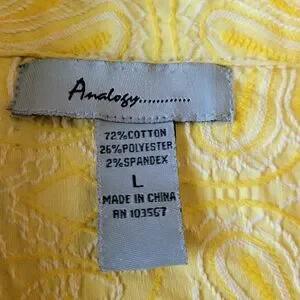 Analogy............
72%COTTON
26%POLYESTER
2%SPANDEX
L
MADE IN CHINA
RN 103567